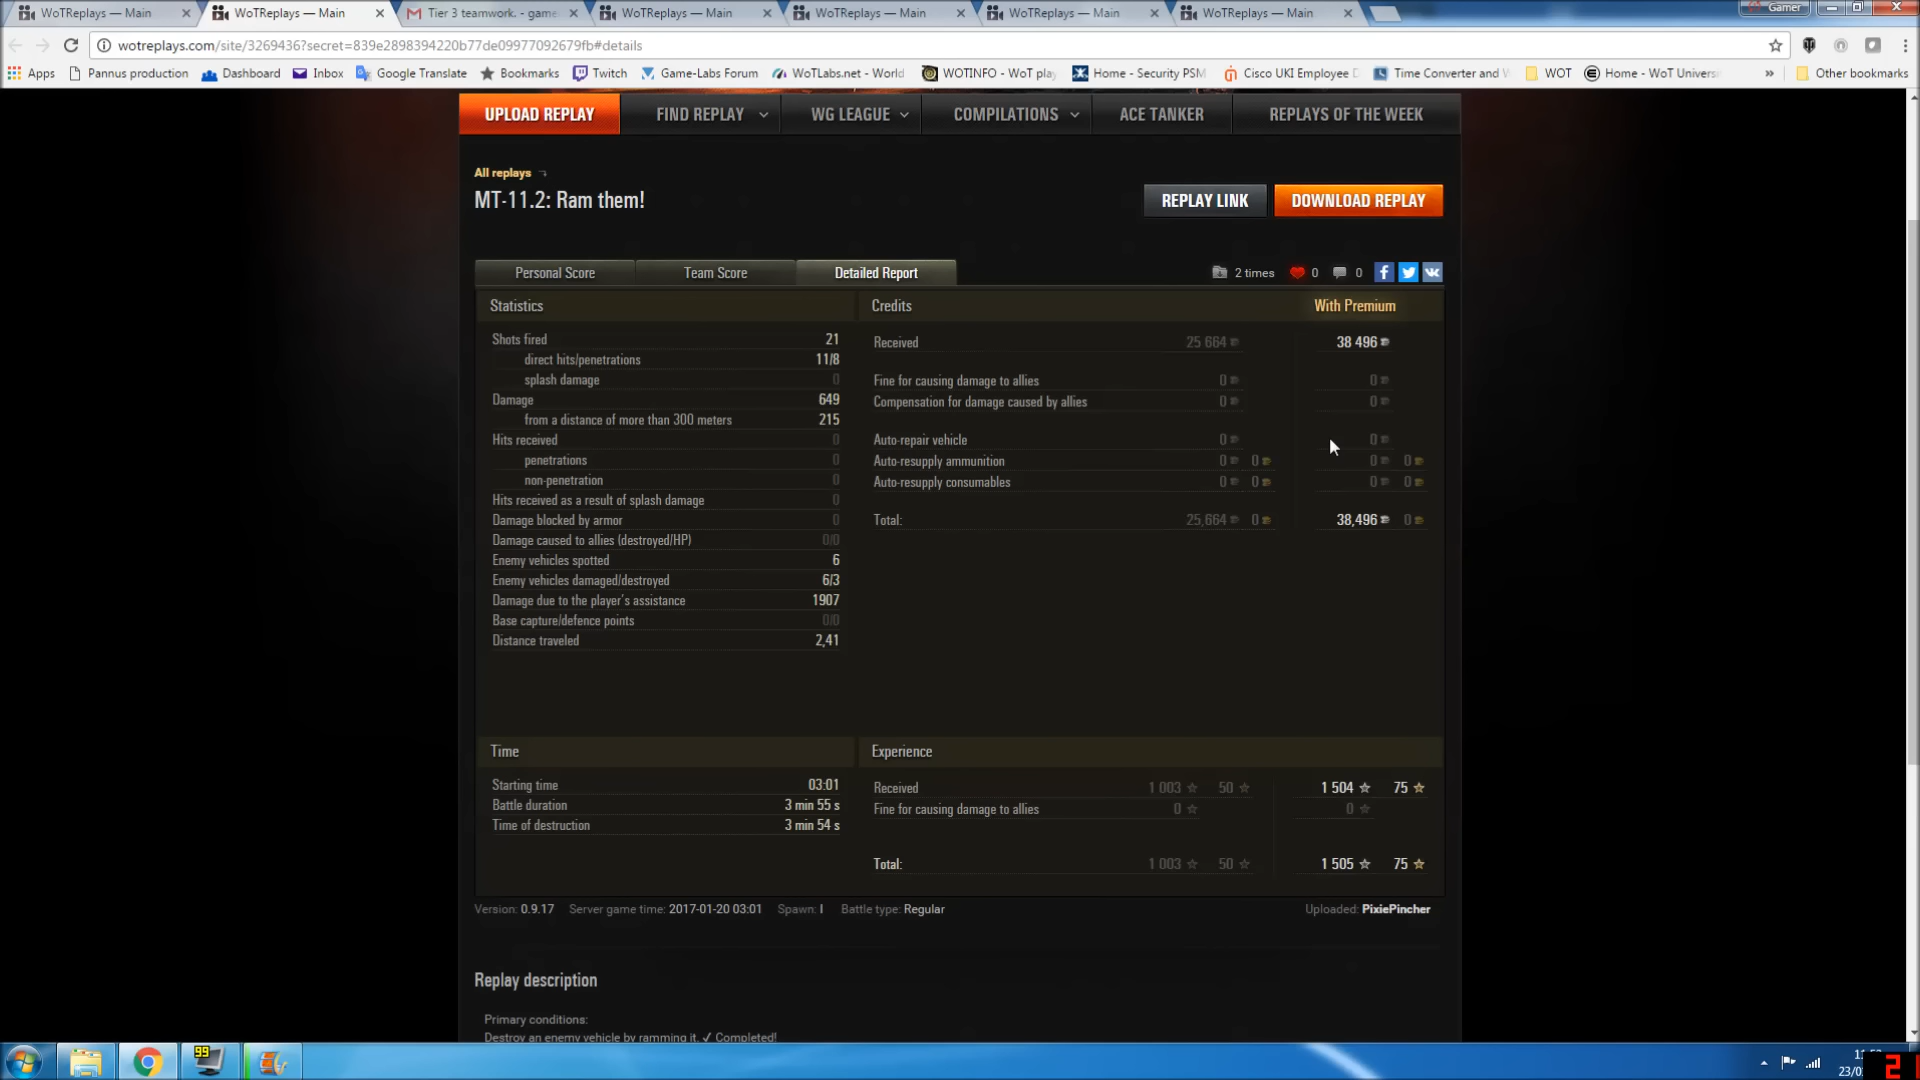 WoTReplays — Main
WoTReplays — Main
Tier 3 teamwork. - game
WoTReplays — Main
WoTReplays — Main
WoTReplays — Main
WoTReplays — Main
Gamer
wotreplays.com/site/3269436?secret=839e2898394220b77de09977092679fb#details
Apps Pannus production Dashboard Inbox Google Translate Bookmarks Twitch Game-Labs Forum WoTLabs.net - World WOTINFO - WoT play Home - Security PSM Cisco UKI Employee Time Converter and WOT Home - WoT Univers » Other bookmarks
UPLOAD REPLAY FIND REPLAY WG LEAGUE COMPILATIONS ACE TANKER REPLAYS OF THE WEEK
All replays
MT-11.2: Ram them!
REPLAY LINK DOWNLOAD REPLAY
Personal Score Team Score Detailed Report 2 times 0 0
Statistics
Shots fired 21
direct hits/penetrations 11/8
splash damage 0
Damage 649
from a distance of more than 300 meters 215
Hits received 0
penetrations 0
non-penetration 0
Hits received as a result of splash damage 0
Damage blocked by armor 0
Damage caused to allies (destroyed/HP) 0/0
Enemy vehicles spotted 6
Enemy vehicles damaged/destroyed 6/3
Damage due to the player's assistance 1907
Base capture/defence points 0/0
Distance traveled 2,41
Credits With Premium
Received 25 664 38 496
Fine for causing damage to allies 0 0
Compensation for damage caused by allies 0 0
Auto-repair vehicle 0 0
Auto-resupply ammunition 0 0 0 0
Auto-resupply consumables 0 0 0 0
Total: 25,664 0 38,496 0
Time
Starting time 03:01
Battle duration 3 min 55 s
Time of destruction 3 min 54 s
Experience
Received 1 003 50 1 504 75
Fine for causing damage to allies 0 0
Total: 1 003 50 1 505 75
Version: 0.9.17 Server game time: 2017-01-20 03:01 Spawn: I Battle type: Regular Uploaded: PixiePincher
Replay description
Primary conditions:
Destroy an enemy vehicle by ramming it. ✓ Completed!
99